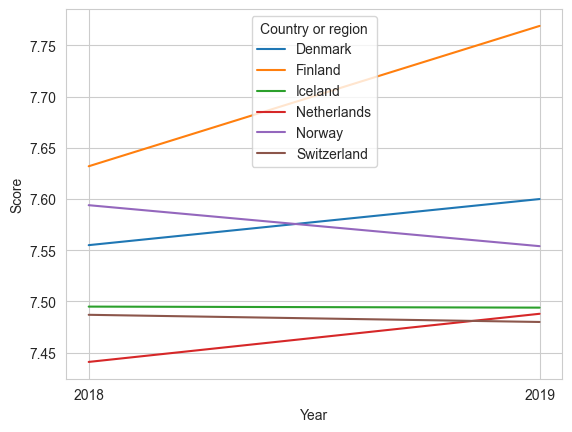 Country or region
Denmark
Finland
Iceland
Netherlands
Norway
Switzerland
7.75
7.70
7.65
7.60
7.55
7.50
7.45
Score
2018
2019
Year